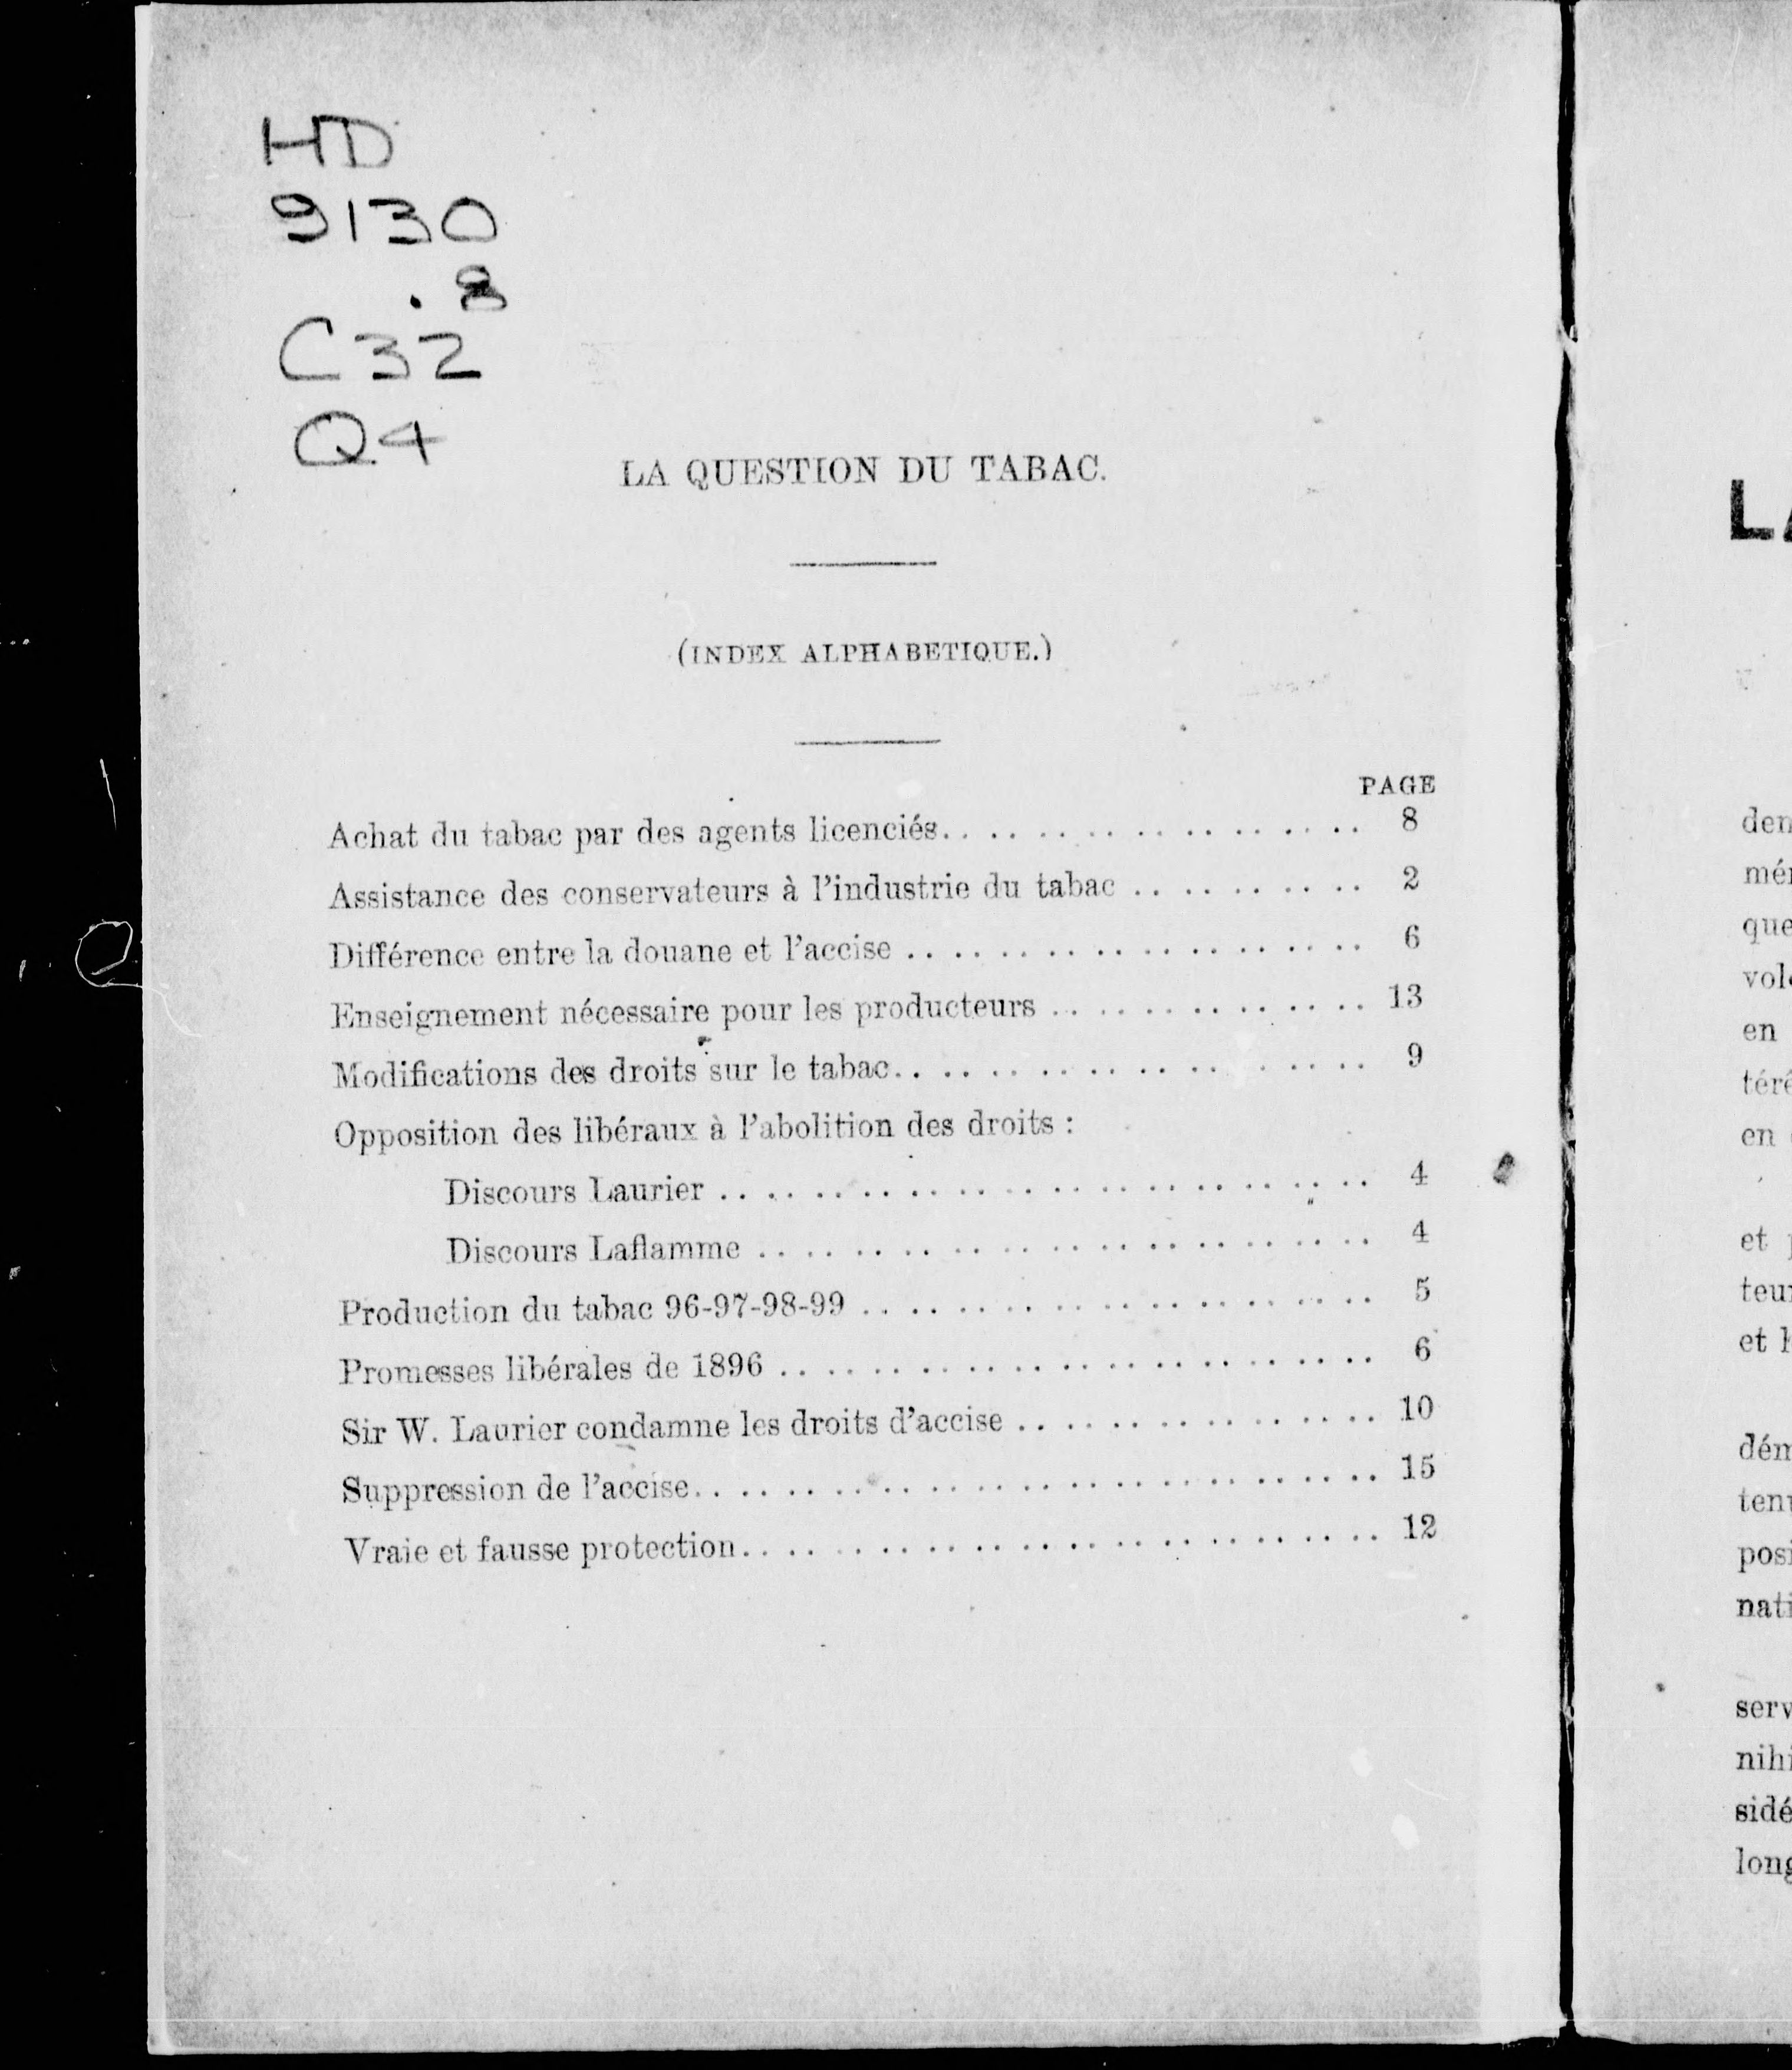 HD
9130
.8
C32
Q4
LA QUESTION DU TABAC.
(INDEX ALPHABETIQUE.)
PAGE
Achat du tabac par des agents licenciés.................. 8
Assistance des conservateurs à l'industrie du tabac .......... 2
Différence entre la douane et l'accise .................... 6
Enseignement nécessaire pour les producteurs .............. 13
Modifications des droits sur le tabac.................... 9
Opposition des libéraux à l'abolition des droits :
Discours Laurier ............................ 4
Discours Laflamme .......................... 4
Production du tabac 96-97-98-99 ...................... 5
Promesses libérales de 1896 .......................... 6
Sir W. Laurier condamne les droits d'accise ................ 10
Suppression de l'accise............................. 15
Vraie et fausse protection........................... 12